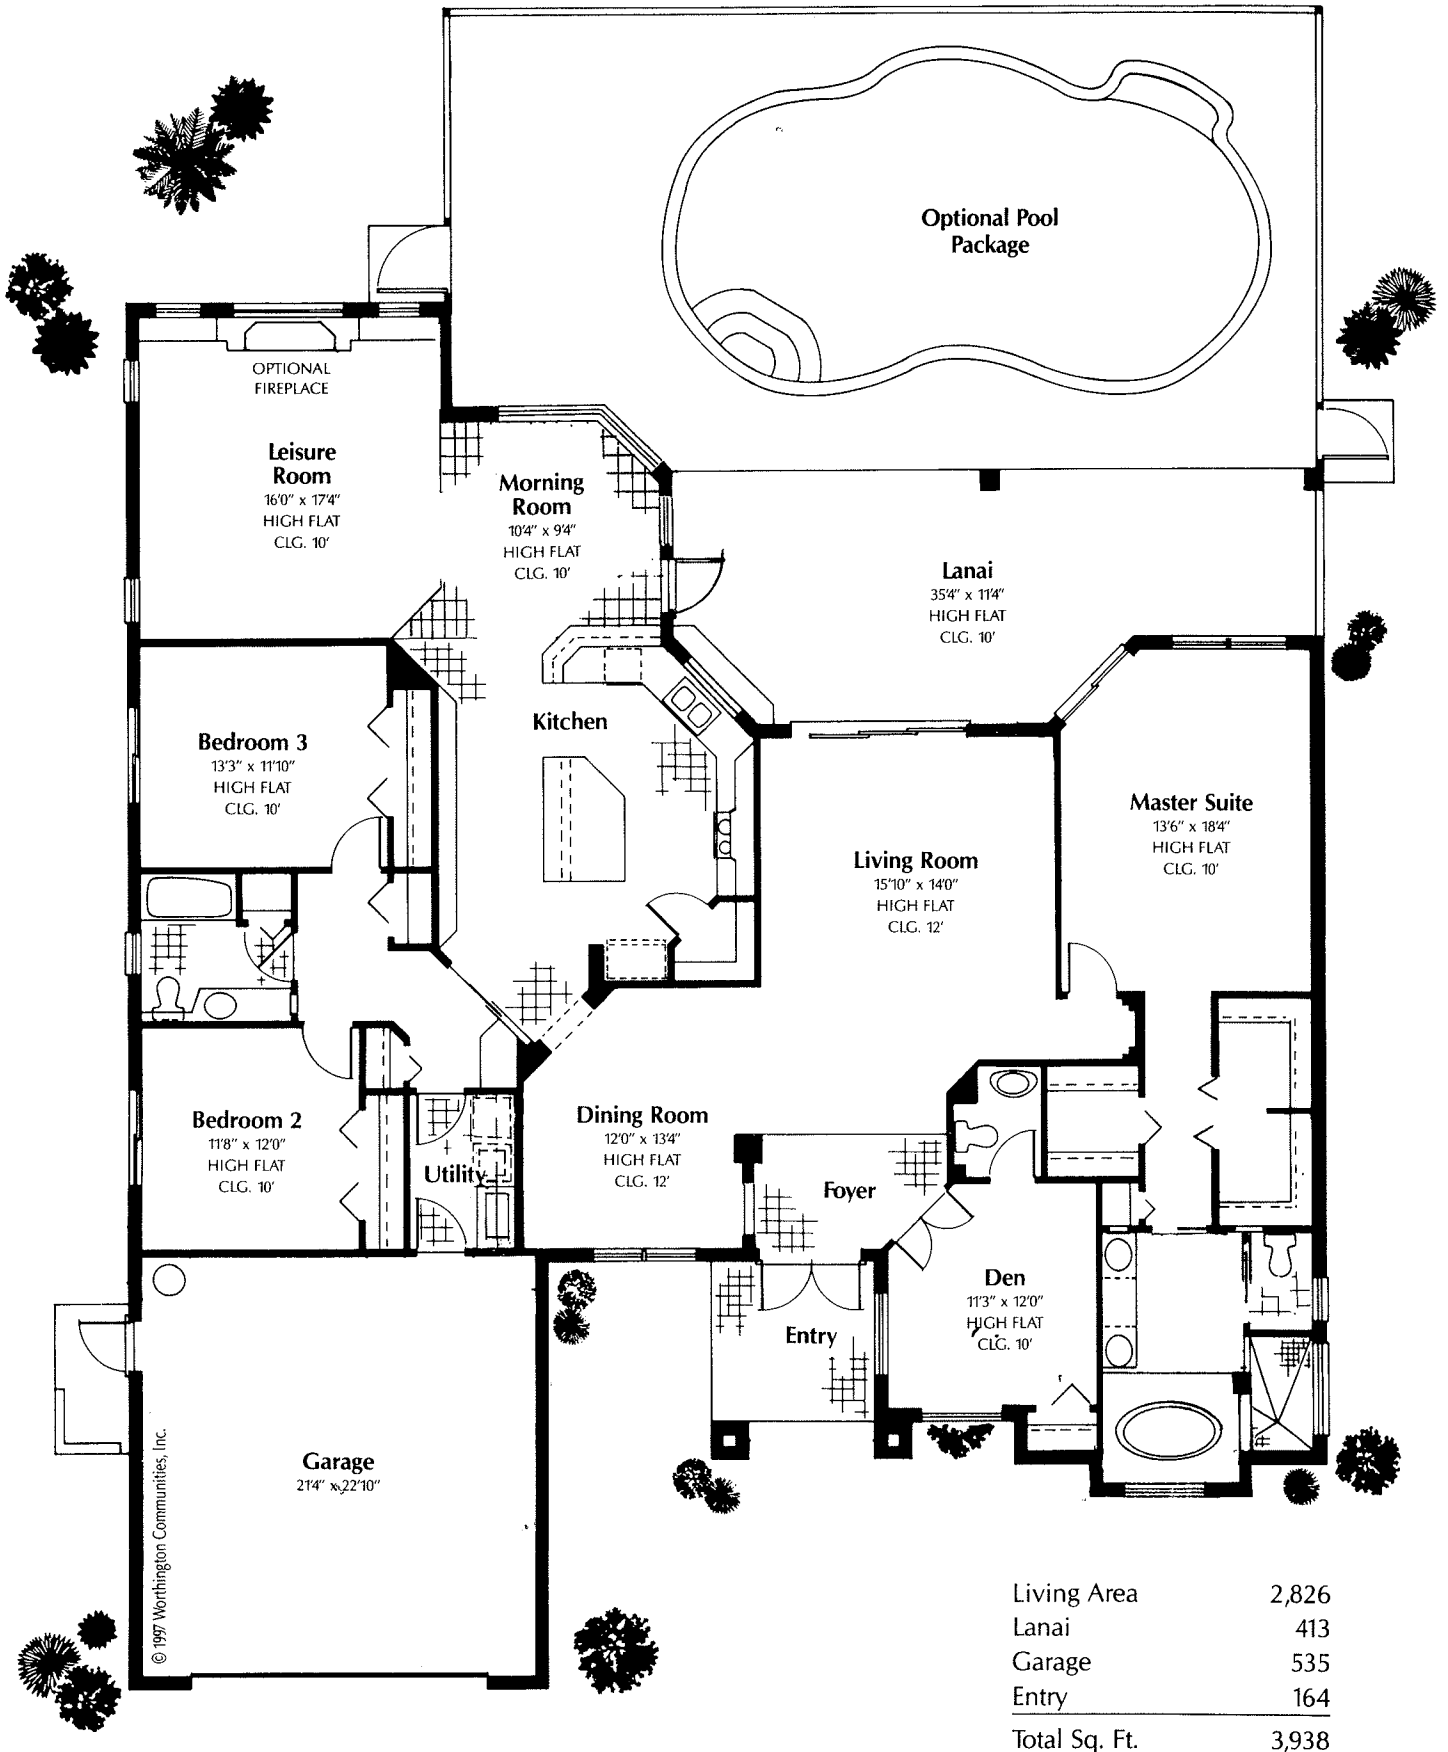 Optional Pool
Package
OPTIONAL
FIREPLACE
Leisure
Room
16'0" x 17'4"
HIGH FLAT
CLG. 10'
Morning
Room
10'4" x 9'4"
HIGH FLAT
CLG. 10'
Lanai
35'4" x 11'4"
HIGH FLAT
CLG. 10'
Kitchen
Bedroom 3
13'3" x 11'10"
HIGH FLAT
CLG. 10'
Master Suite
13'6" x 18'4"
HIGH FLAT
CLG. 10'
Living Room
15'10" x 14'0"
HIGH FLAT
CLG. 12'
Bedroom 2
11'8" x 12'0"
HIGH FLAT
CLG. 10'
Dining Room
12'0" x 13'4"
HIGH FLAT
CLG. 12'
Utility
Foyer
Den
11'3" x 12'0"
HIGH FLAT
CLG. 10'
Entry
Garage
21'4" x 22'10"
© 1997 Worthington Communities, Inc.
Living Area 2,826
Lanai 413
Garage 535
Entry 164
Total Sq. Ft. 3,938